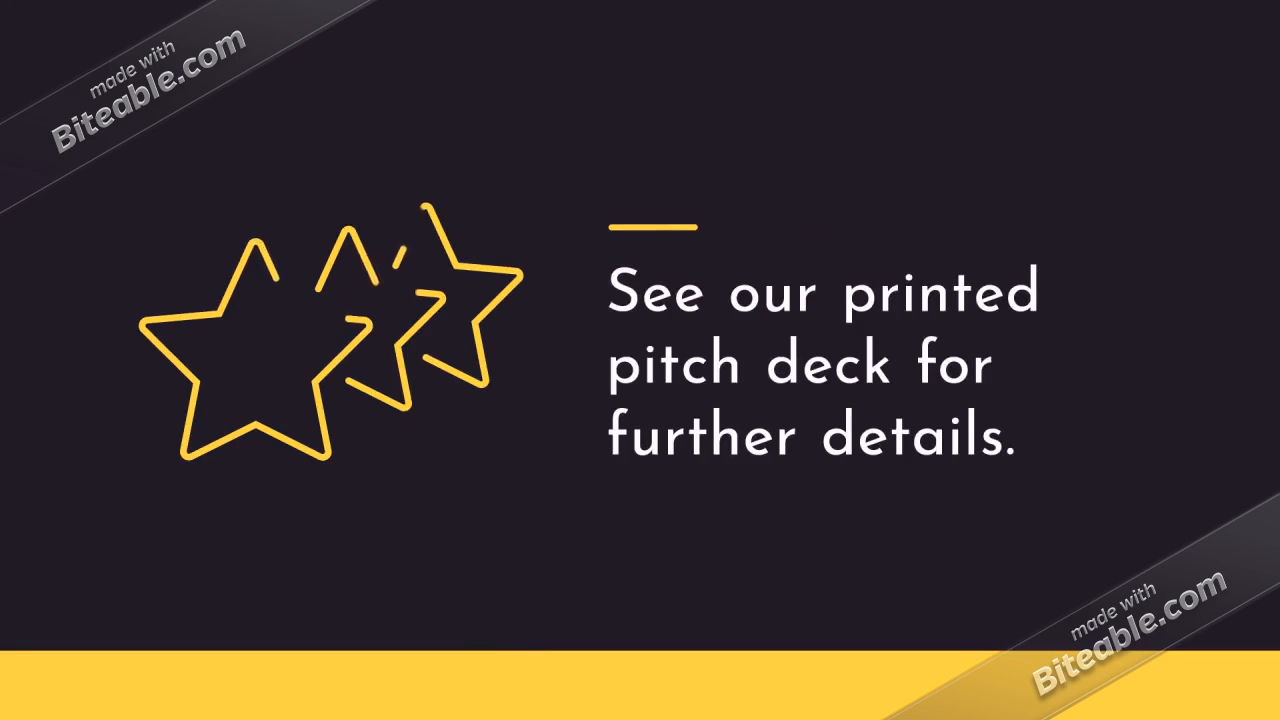 made with
Biteable.com
See our printed
pitch deck for
further details.
made with
Biteable.com